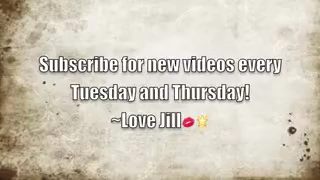 Subscribe for new videos every
Tuesday and Thursday!
~Love Jill💋🌟